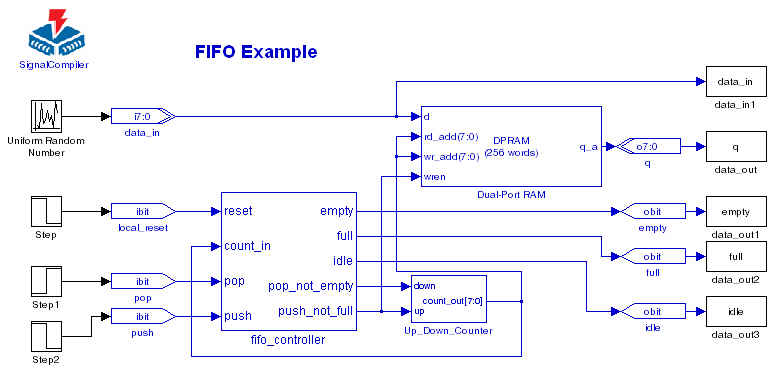 SignalCompiler
FIFO Example
Uniform Random
Number
i7:0
data_in
data_in
data_in1
d
rd_add(7:0)
wr_add(7:0)
wren
DPRAM
(256 words)
q_a
Dual-Port RAM
o7:0
q
q
data_out
Step
ibit
local_reset
Step1
ibit
pop
Step2
ibit
push
reset
count_in
pop
push
empty
full
idle
pop_not_empty
push_not_full
fifo_controller
down
count_out[7:0)
up
Up_Down_Counter
obit
empty
empty
data_out1
obit
full
full
data_out2
obit
idle
idle
data_out3